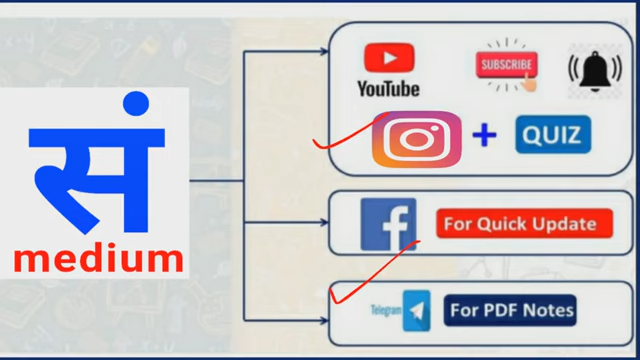 सं
medium
YouTube
SUBSCRIBE
+ QUIZ
f
For Quick Update
Telegram
For PDF Notes